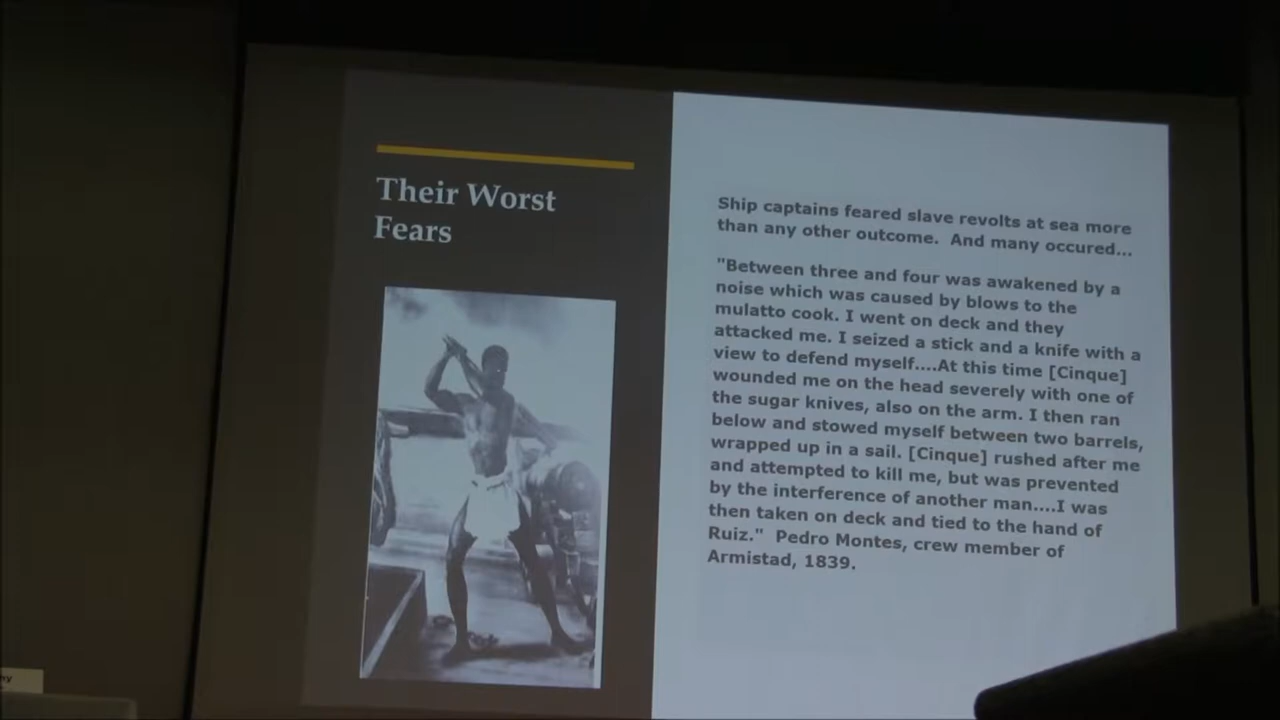 Their Worst
Fears
Ship captains feared slave revolts at sea more
than any other outcome.  And many occured...
"Between three and four was awakened by a
noise which was caused by blows to the
mulatto cook. I went on deck and they
attacked me. I seized a stick and a knife with a
view to defend myself....At this time [Cinque]
wounded me on the head severely with one of
the sugar knives, also on the arm. I then ran
below and stowed myself between two barrels,
wrapped up in a sail. [Cinque] rushed after me
and attempted to kill me, but was prevented
by the interference of another man....I was
then taken on deck and tied to the hand of
Ruiz."  Pedro Montes, crew member of
Armistad, 1839.